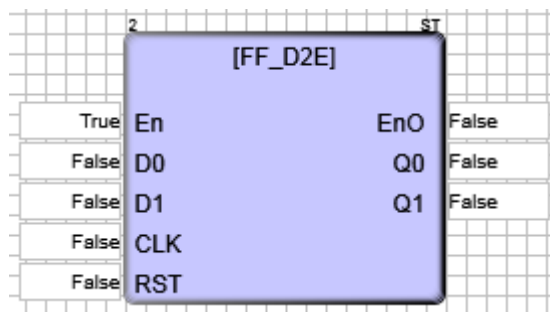 2 ST
[FF_D2E]
True En EnO False
False D0 Q0 False
False D1 Q1 False
False CLK
False RST